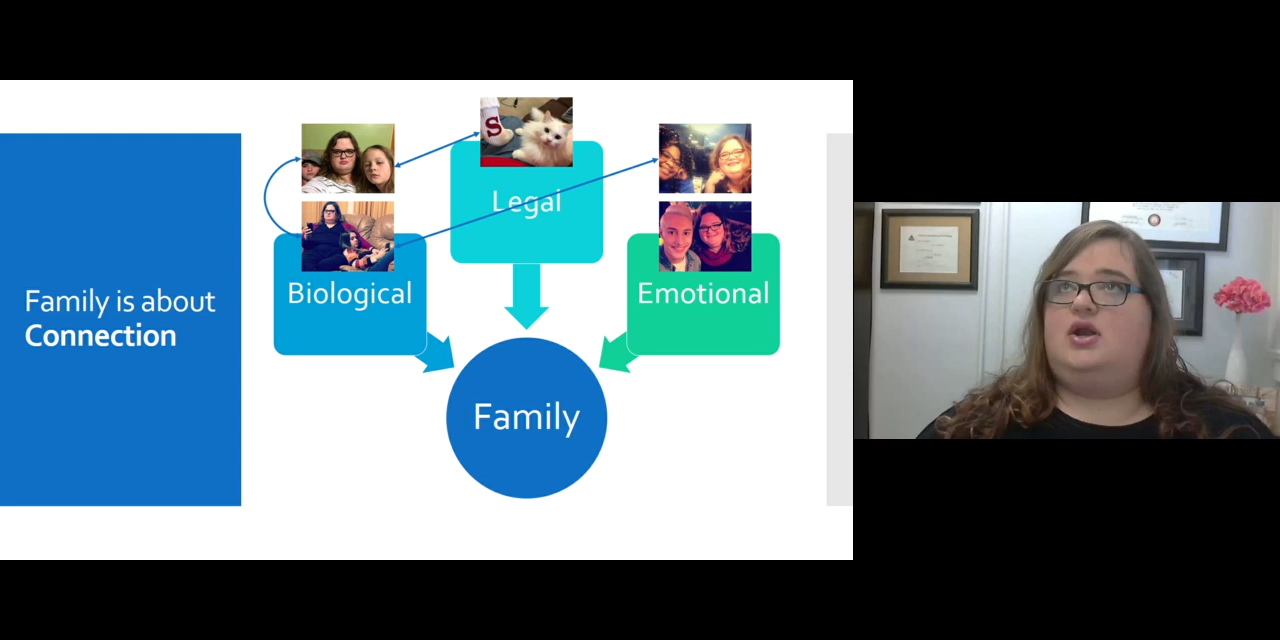 Family is about
Connection
S
Legal
Biological
Emotional
Family